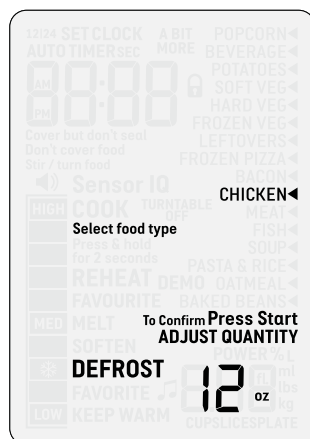 12/24 SET CLOCK A BIT MORE POPCORN◄
AUTO TIMER SEC BEVERAGE◄
POTATOES◄
AM 88:88 SOFT VEG◄
PM HARD VEG◄
FROZEN VEG◄
Cover but don't seal LEFTOVERS◄
Don't cover food FROZEN PIZZA◄
Stir / turn food BACON◄
Sensor IQ CHICKEN◄
HIGH COOK TURNTABLE OFF MEAT◄
Select food type FISH◄
Press & hold SOUP◄
for 2 seconds PASTA & RICE◄
REHEAT DEMO OATMEAL◄
FAVOURITE BAKED BEANS◄
MED MELT To Confirm Press Start
SOFTEN ADJUST QUANTITY
POWER % L
DEFROST 12 oz fl. ml lbs kg
FAVORITE
LOW KEEP WARM CUPSLICESPLATE